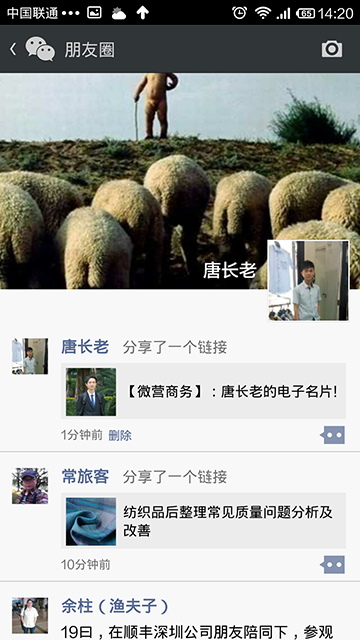 中国联通 65 14:20
朋友圈
唐长老
唐长老 分享了一个链接
【微营商务】:唐长老的电子名片!
1分钟前 删除
常旅客 分享了一个链接
纺织品后整理常见质量问题分析及
改善
10分钟前
余柱（渔夫子）
19曰，在顺丰深圳公司朋友陪同下，参观